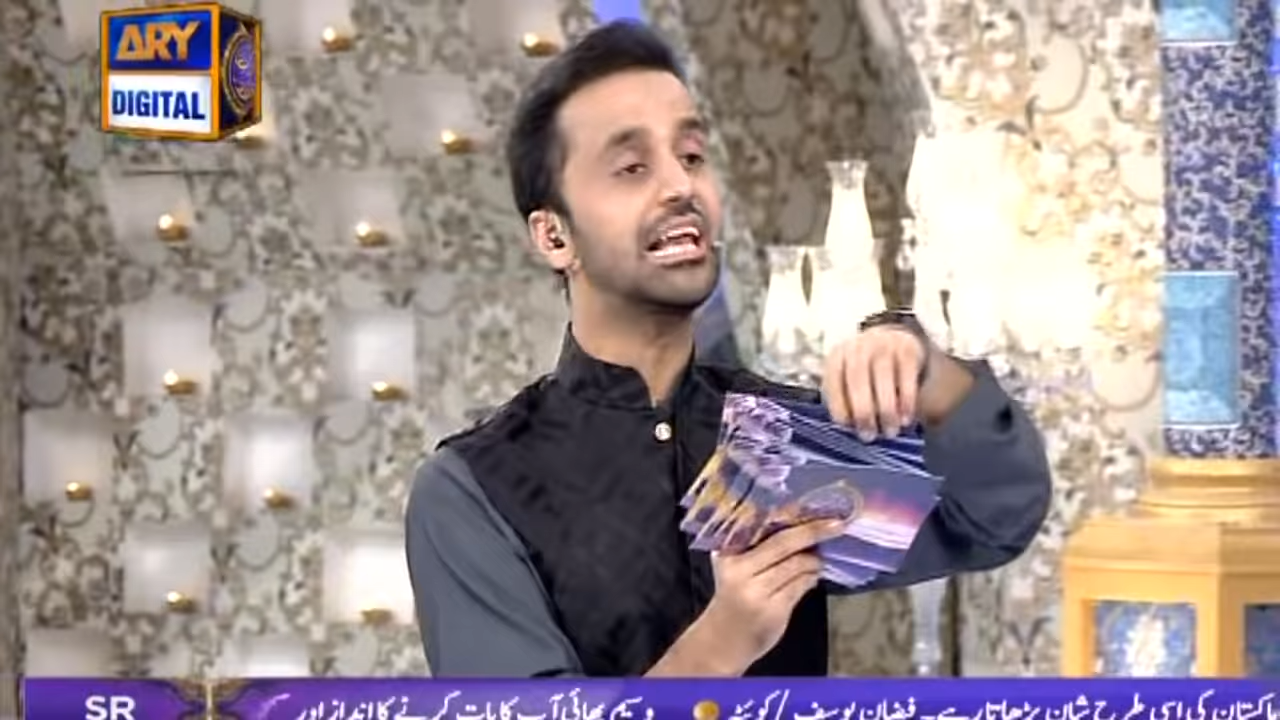 ARY
DIGITAL
SR
پاکستان کی اسی طرح شان بڑھاتا رہے۔ فیضان یوسف / کوئٹہ وسیم بھائی آپ کا بات کرنے کا انداز اور